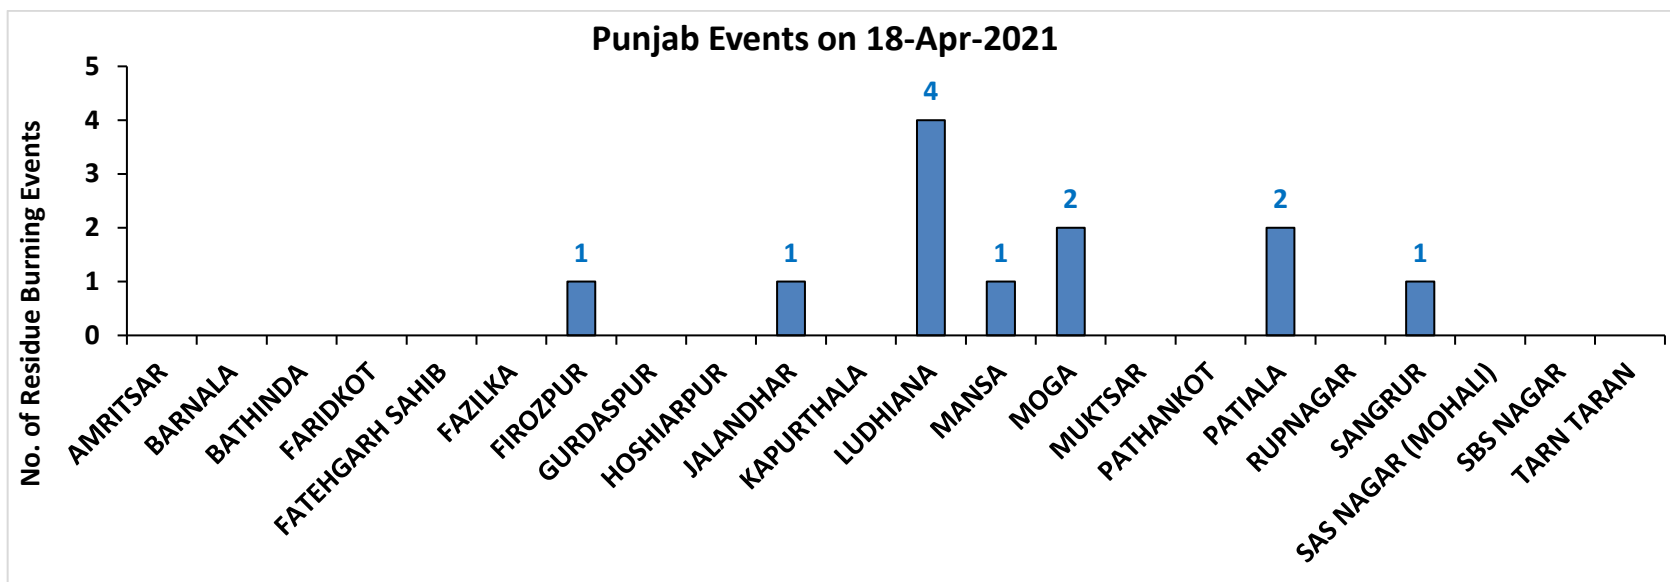 Punjab Events on 18-Apr-2021
No. of Residue Burning Events
5
4
3
2
1
0
1
1
4
1
2
2
1
AMRITSAR
BARNALA
BATHINDA
FARIDKOT
FATEHGARH SAHIB
FAZILKA
FIROZPUR
GURDASPUR
HOSHIARPUR
JALANDHAR
KAPURTHALA
LUDHIANA
MANSA
MOGA
MUKTSAR
PATHANKOT
PATIALA
RUPNAGAR
SANGRUR
SAS NAGAR (MOHALI)
SBS NAGAR
TARN TARAN